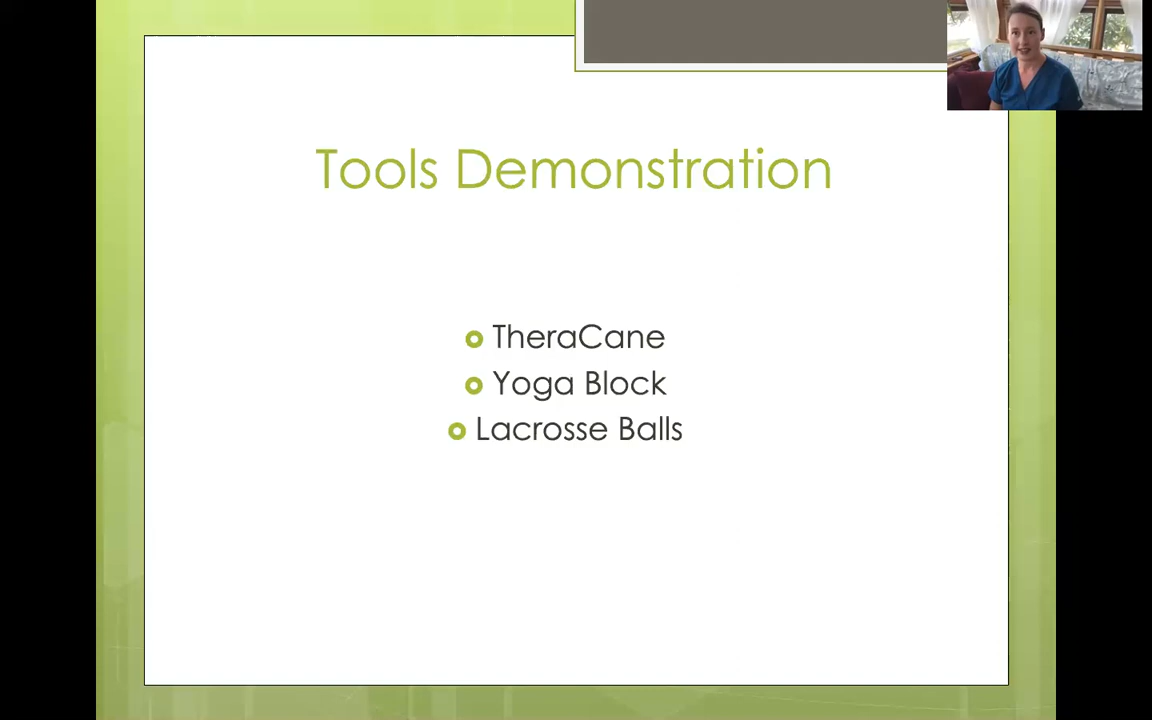 Tools Demonstration
TheraCane
Yoga Block
Lacrosse Balls